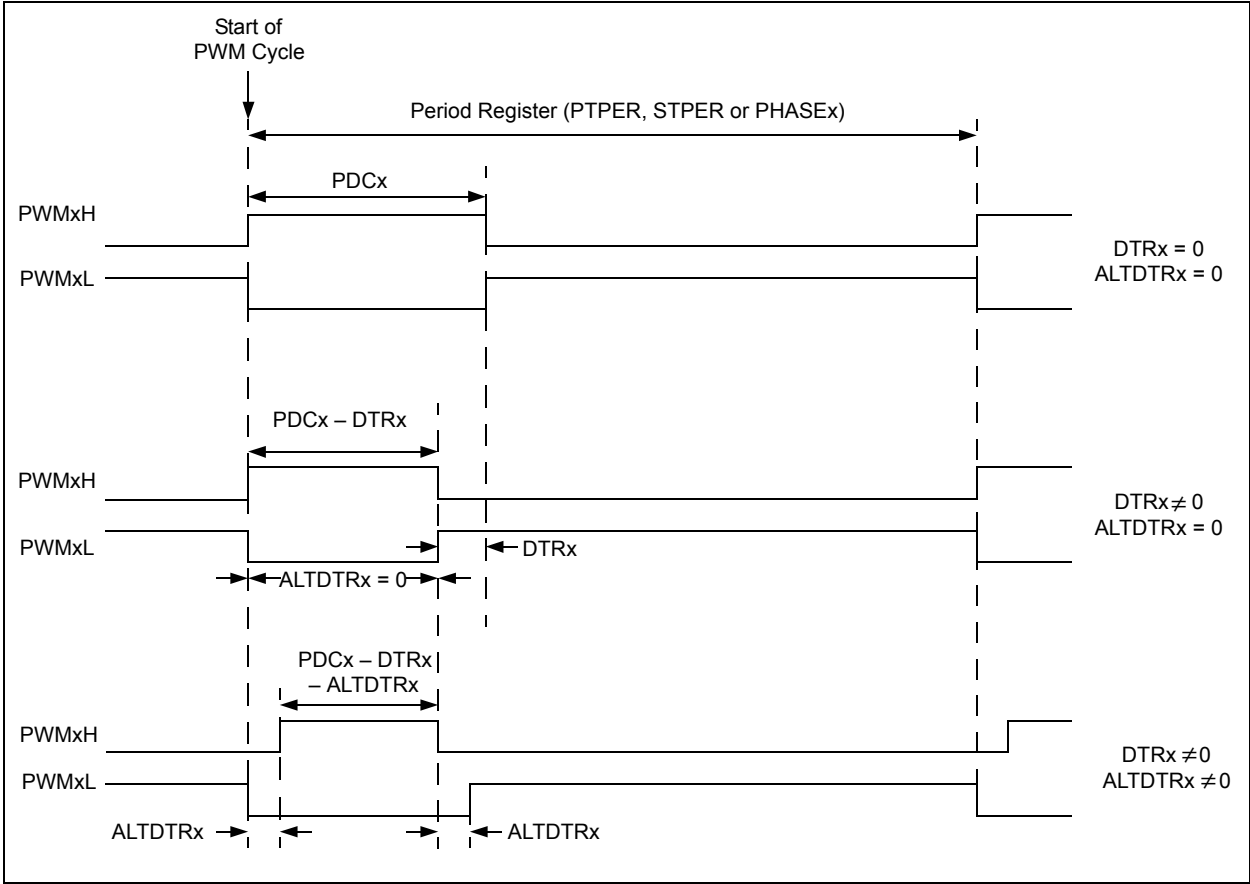 Start of
PWM Cycle
Period Register (PTPER, STPER or PHASEx)
PDCx
PWMxH
PWMxL
DTRx = 0
ALTDTRx = 0
PDCx – DTRx
PWMxH
PWMxL
DTRx ≠ 0
ALTDTRx = 0
DTRx
ALTDTRx = 0
PDCx – DTRx
– ALTDTRx
PWMxH
PWMxL
DTRx ≠ 0
ALTDTRx ≠ 0
ALTDTRx
ALTDTRx